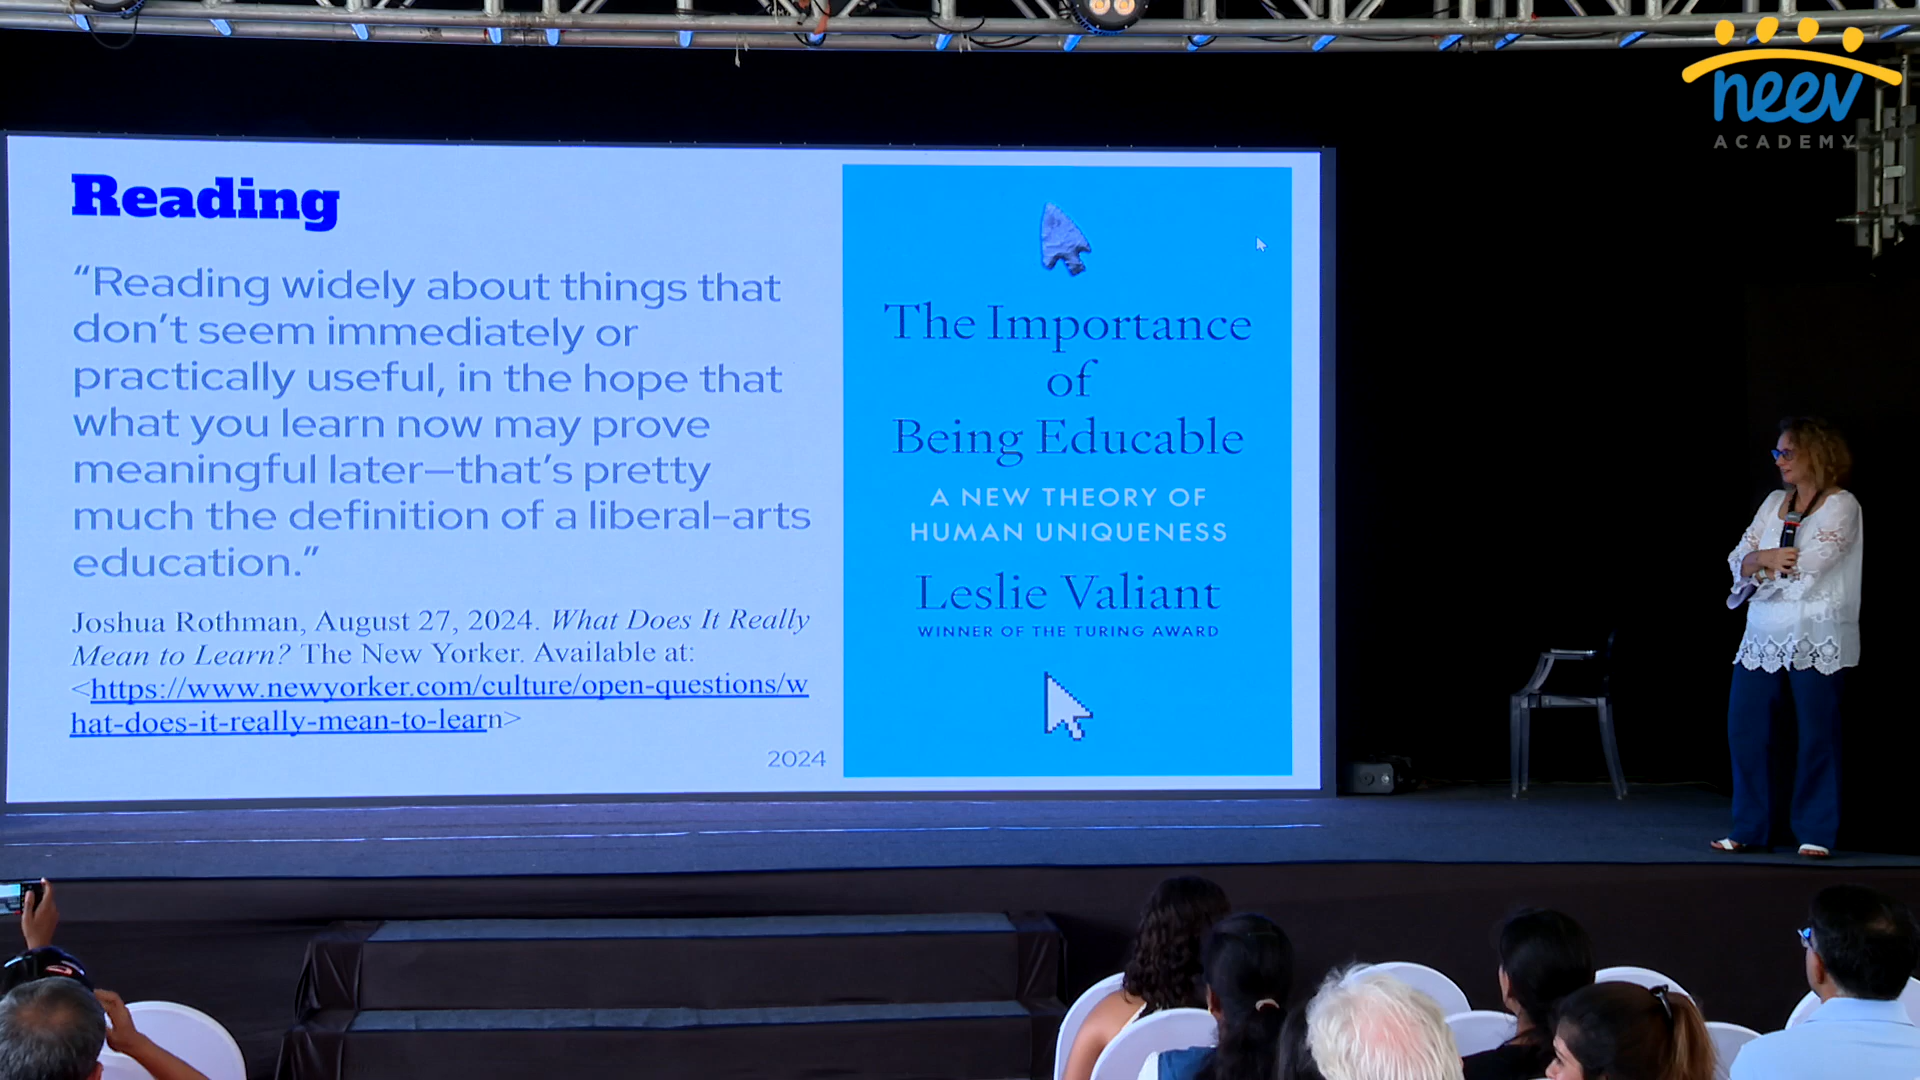 neev
ACADEMY
Reading
“Reading widely about things that
don’t seem immediately or
practically useful, in the hope that
what you learn now may prove
meaningful later—that’s pretty
much the definition of a liberal-arts
education.”
Joshua Rothman, August 27, 2024. What Does It Really
Mean to Learn? The New Yorker. Available at:
<https://www.newyorker.com/culture/open-questions/w
hat-does-it-really-mean-to-learn>
2024
The Importance
of
Being Educable
A NEW THEORY OF
HUMAN UNIQUENESS
Leslie Valiant
WINNER OF THE TURING AWARD